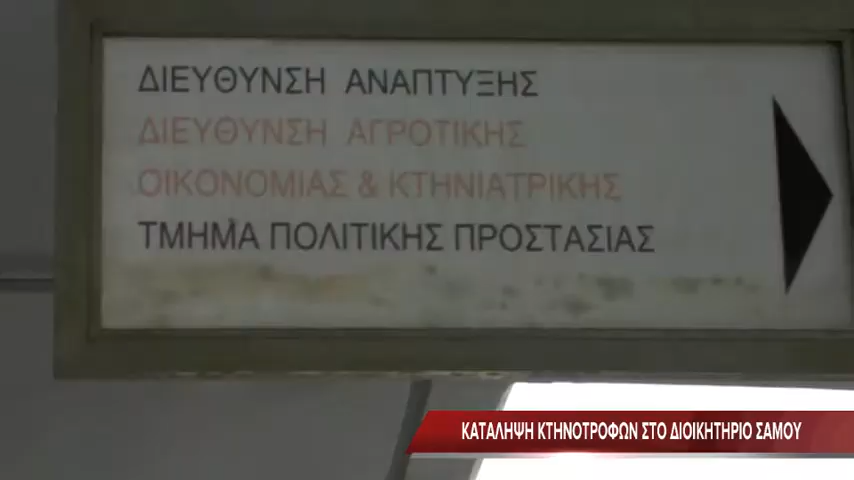 ΔΙΕΥΘΥΝΣΗ ΑΝΑΠΤΥΞΗΣ
ΔΙΕΥΘΥΝΣΗ ΑΓΡΟΤΙΚΗΣ
ΟΙΚΟΝΟΜΙΑΣ & ΚΤΗΝΙΑΤΡΙΚΗΣ
ΤΜΗΜΑ ΠΟΛΙΤΙΚΗΣ ΠΡΟΣΤΑΣΙΑΣ
ΚΑΤΑΛΗΨΗ ΚΤΗΝΟΤΡΟΦΩΝ ΣΤΟ ΔΙΟΙΚΗΤΗΡΙΟ ΣΑΜΟΥ